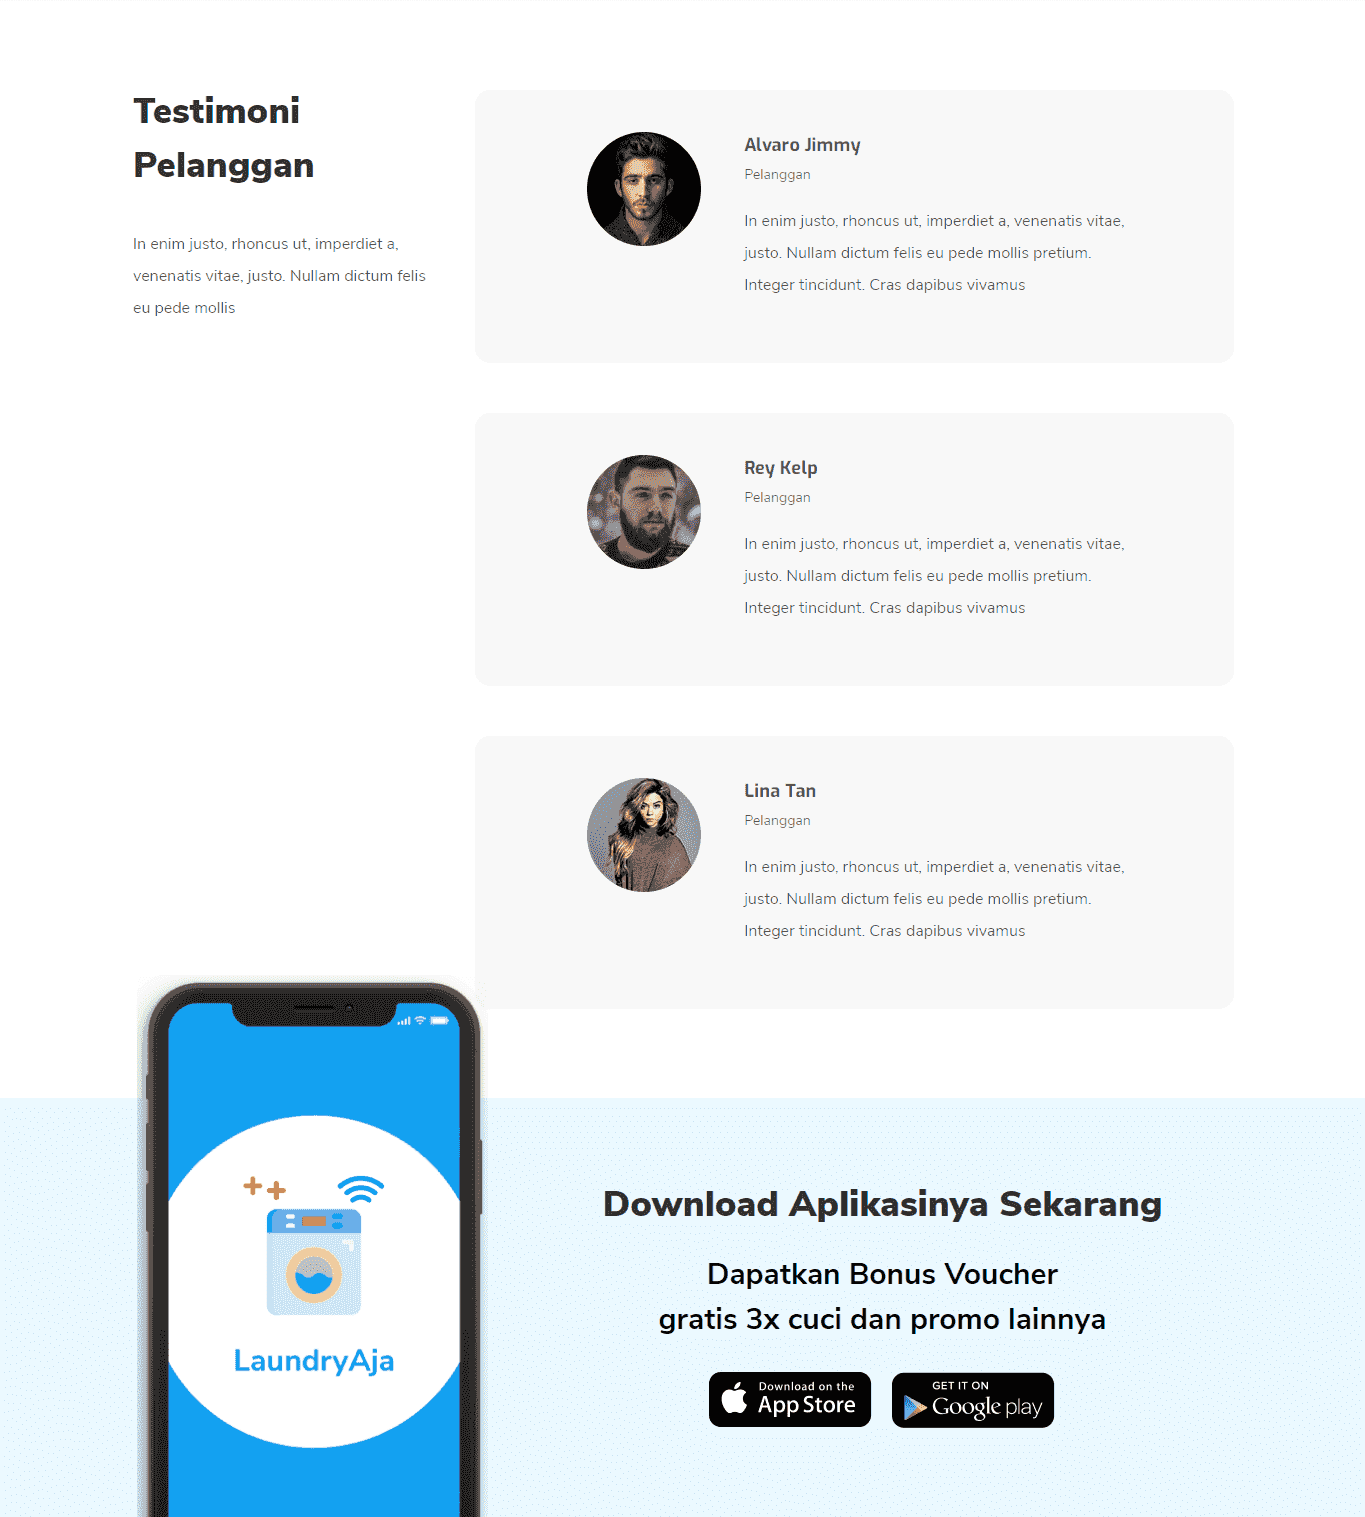 Testimoni
Pelanggan
In enim justo, rhoncus ut, imperdiet a,
venenatis vitae, justo. Nullam dictum felis
eu pede mollis
Alvaro Jimmy
Pelanggan
In enim justo, rhoncus ut, imperdiet a, venenatis vitae,
justo. Nullam dictum felis eu pede mollis pretium.
Integer tincidunt. Cras dapibus vivamus
Rey Kelp
Pelanggan
In enim justo, rhoncus ut, imperdiet a, venenatis vitae,
justo. Nullam dictum felis eu pede mollis pretium.
Integer tincidunt. Cras dapibus vivamus
Lina Tan
Pelanggan
In enim justo, rhoncus ut, imperdiet a, venenatis vitae,
justo. Nullam dictum felis eu pede mollis pretium.
Integer tincidunt. Cras dapibus vivamus
LaundryAja
Download Aplikasinya Sekarang
Dapatkan Bonus Voucher
gratis 3x cuci dan promo lainnya
Download on the
App Store
GET IT ON
Google play